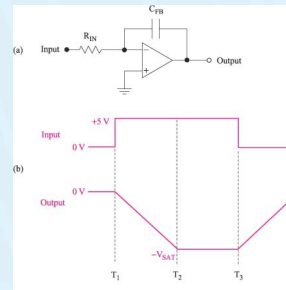 C_FB
R_IN
(a) Input Output
− +
+5 V
Input
0 V
(b)
0 V
Output
−V_SAT
T_1 T_2 T_3